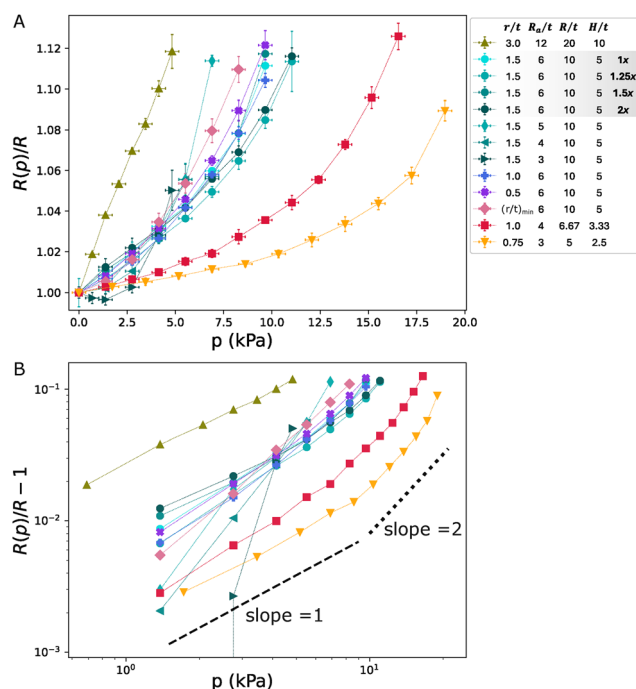 A
R(p)/R
1.12
1.10
1.08
1.06
1.04
1.02
1.00
0.0 2.5 5.0 7.5 10.0 12.5 15.0 17.5 20.0
p (kPa)
r/t Rₐ/t R/t H/t
3.0 12 20 10
1.5 6 10 5 1x
1.5 6 10 5 1.25x
1.5 6 10 5 1.5x
1.5 6 10 5 2x
1.5 5 10 5
1.5 4 10 5
1.5 3 10 5
1.0 6 10 5
0.5 6 10 5
(r/t)min 6 10 5
1.0 4 6.67 3.33
0.75 3 5 2.5
B
R(p)/R − 1
10⁻¹
10⁻²
10⁻³
slope =2
slope =1
10⁰ 10¹
p (kPa)